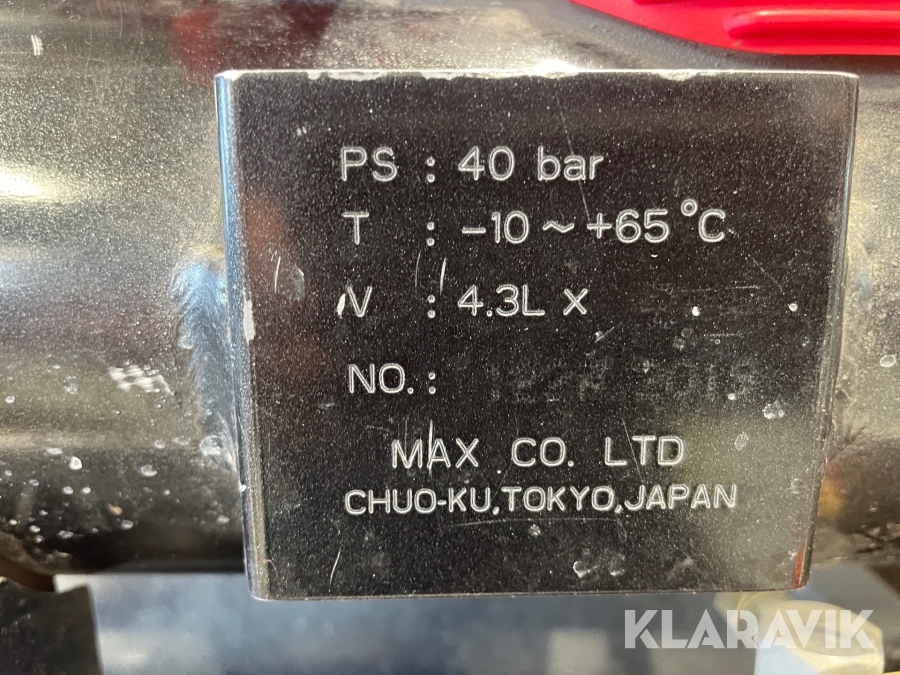 PS : 40 bar
T : -10 ~ +65°C
V : 4.3L x
NO. :
MAX CO. LTD
CHUO-KU,TOKYO,JAPAN
KLARAVIK